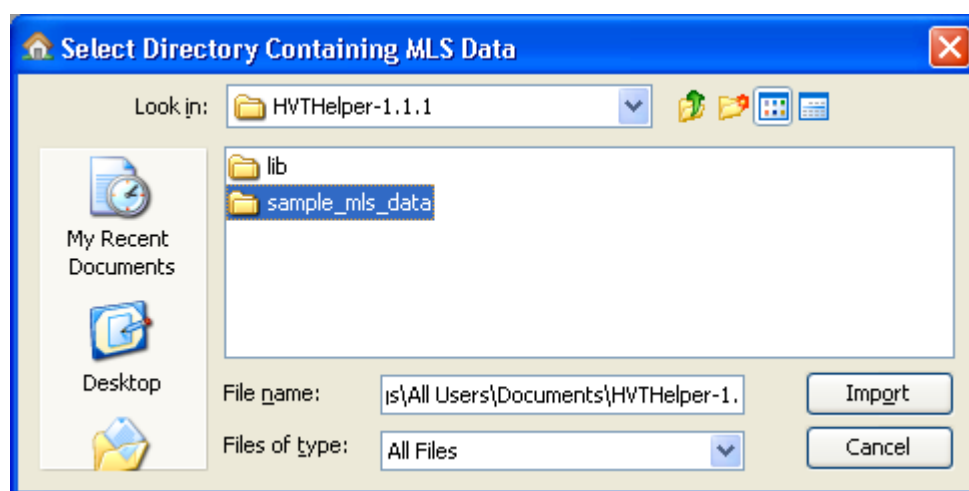 Select Directory Containing MLS Data
Look in: HVTHelper-1.1.1
lib
sample_mls_data
My Recent
Documents
Desktop
File name: \All Users\Documents\HVTHelper-1.
Import
Files of type: All Files
Cancel